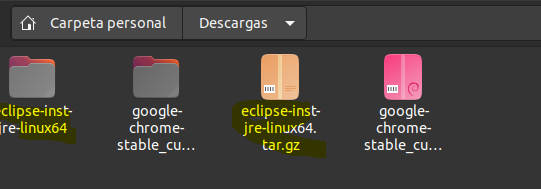 Carpeta personal
Descargas
eclipse-inst-
jre-linux64
google-
chrome-
stable_cu...
eclipse-inst-
jre-linux64.
tar.gz
google-
chrome-
stable_cu...